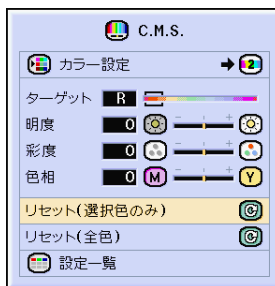 C.M.S.
カラー設定 2
ターゲット R
明度 0 - +
彩度 0 - +
色相 0 M - + Y
リセット(選択色のみ)
リセット(全色)
設定一覧